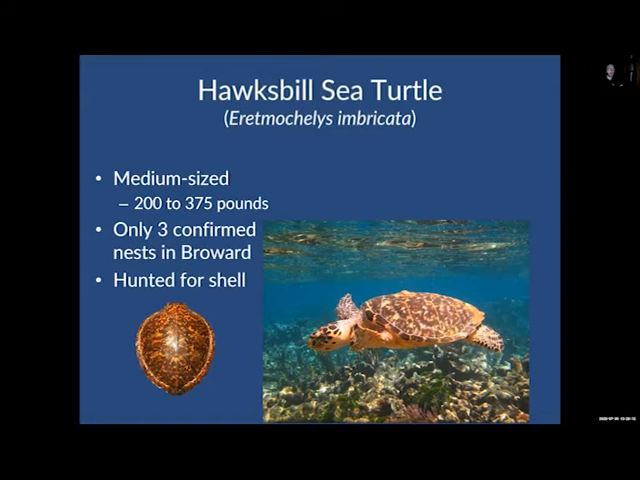 Hawksbill Sea Turtle
(Eretmochelys imbricata)
• Medium-sized
– 200 to 375 pounds
• Only 3 confirmed
nests in Broward
• Hunted for shell